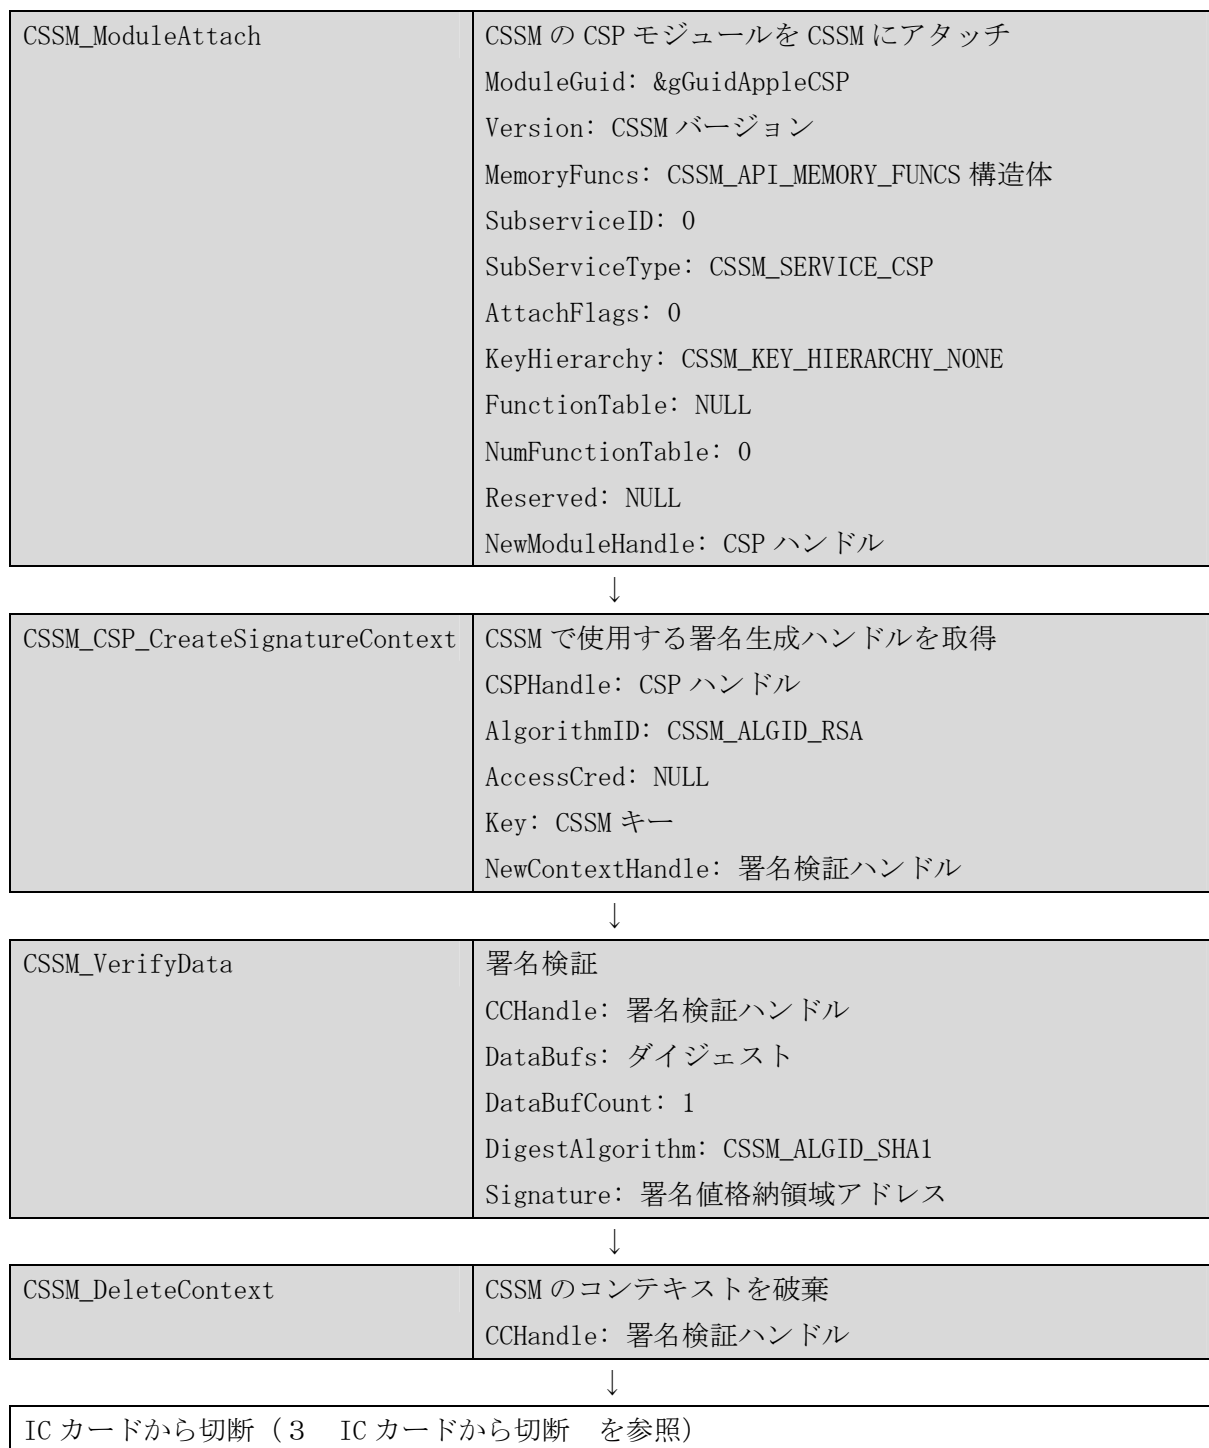 CSSM_ModuleAttach
CSSM の CSP モジュールを CSSM にアタッチ
ModuleGuid: &gGuidAppleCSP
Version: CSSM バージョン
MemoryFuncs: CSSM_API_MEMORY_FUNCS 構造体
SubserviceID: 0
SubServiceType: CSSM_SERVICE_CSP
AttachFlags: 0
KeyHierarchy: CSSM_KEY_HIERARCHY_NONE
FunctionTable: NULL
NumFunctionTable: 0
Reserved: NULL
NewModuleHandle: CSP ハンドル
↓
CSSM_CSP_CreateSignatureContext
CSSM で使用する署名生成ハンドルを取得
CSPHandle: CSP ハンドル
AlgorithmID: CSSM_ALGID_RSA
AccessCred: NULL
Key: CSSM キー
NewContextHandle: 署名検証ハンドル
↓
CSSM_VerifyData
署名検証
CCHandle: 署名検証ハンドル
DataBufs: ダイジェスト
DataBufCount: 1
DigestAlgorithm: CSSM_ALGID_SHA1
Signature: 署名値格納領域アドレス
↓
CSSM_DeleteContext
CSSM のコンテキストを破棄
CCHandle: 署名検証ハンドル
↓
IC カードから切断（３　IC カードから切断　を参照）